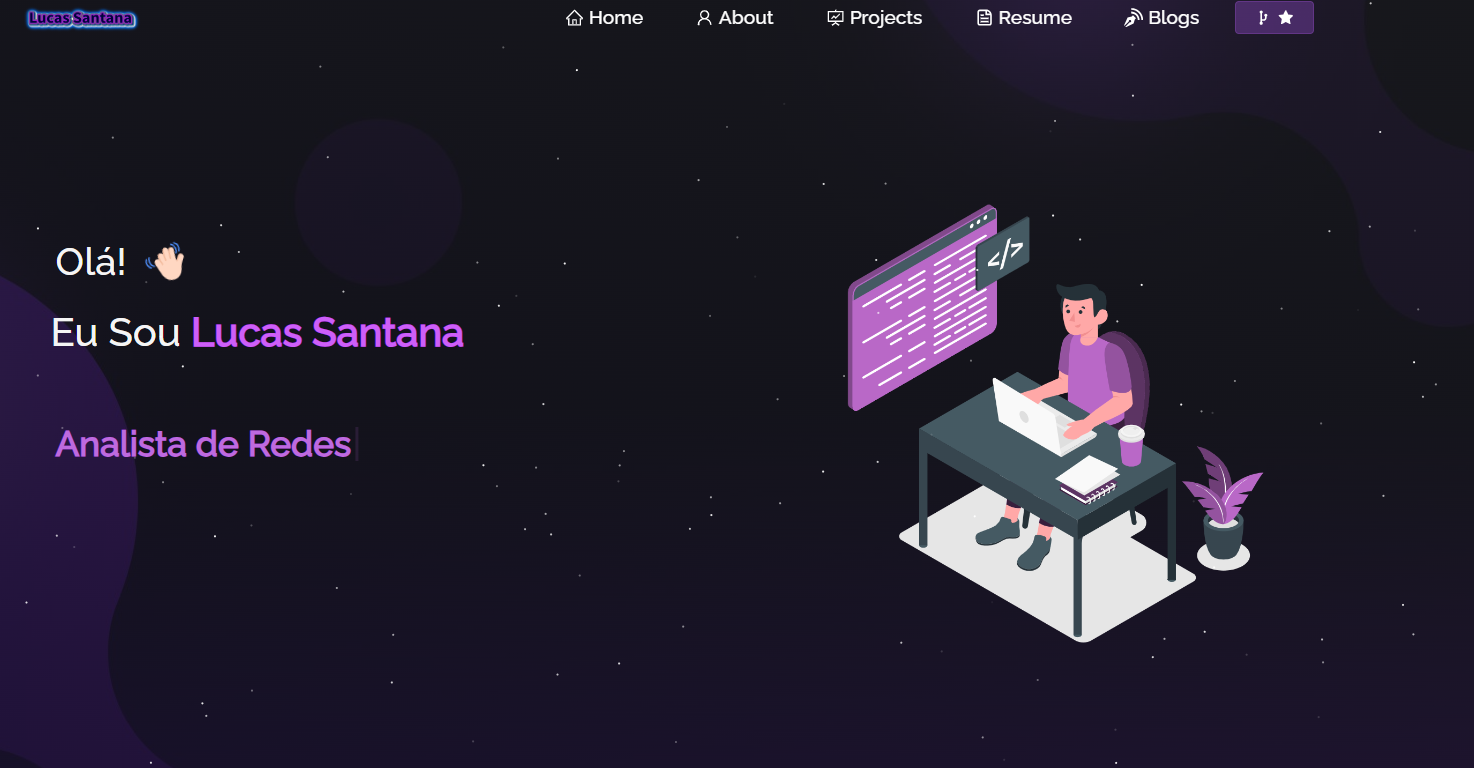 Lucas Santana
Home
About
Projects
Resume
Blogs
Olá!
Eu Sou Lucas Santana
Analista de Redes
</>